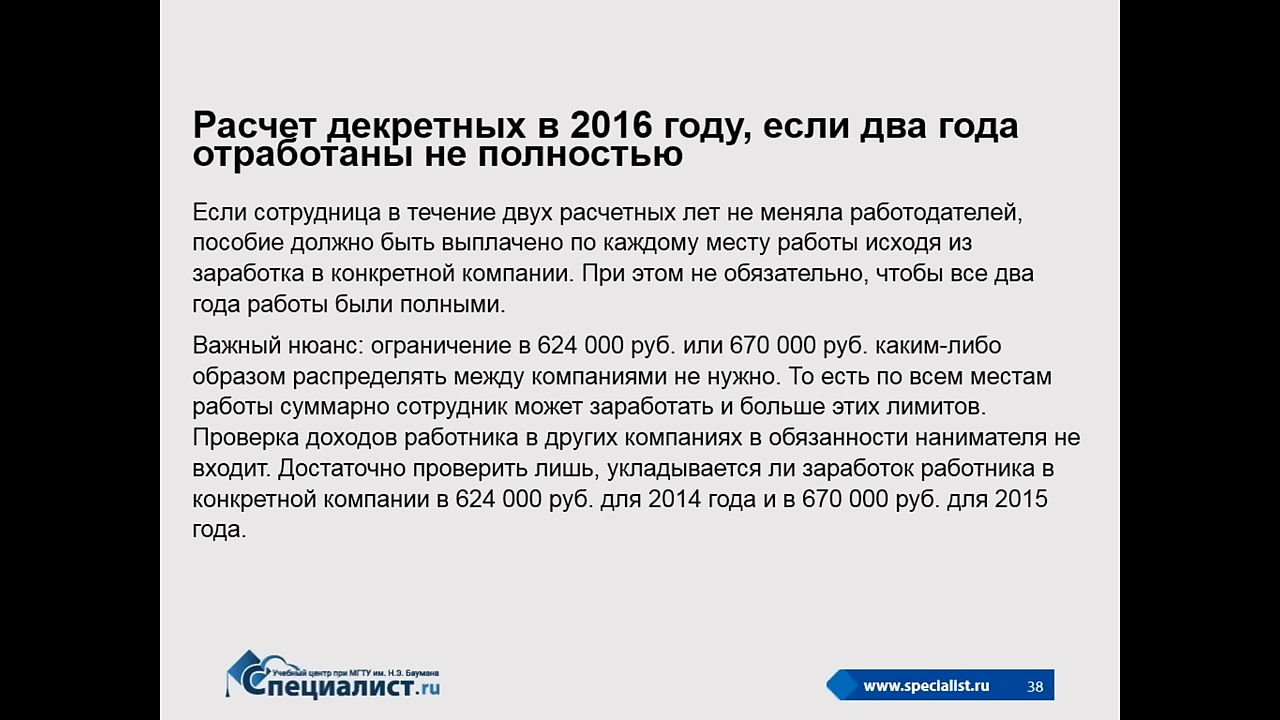 Расчет декретных в 2016 году, если два года
отработаны не полностью
Если сотрудница в течение двух расчетных лет не меняла работодателей,
пособие должно быть выплачено по каждому месту работы исходя из
заработка в конкретной компании. При этом не обязательно, чтобы все два
года работы были полными.
Важный нюанс: ограничение в 624 000 руб. или 670 000 руб. каким-либо
образом распределять между компаниями не нужно. То есть по всем местам
работы суммарно сотрудник может заработать и больше этих лимитов.
Проверка доходов работника в других компаниях в обязанности нанимателя не
входит. Достаточно проверить лишь, укладывается ли заработок работника в
конкретной компании в 624 000 руб. для 2014 года и в 670 000 руб. для 2015
года.
Учебный центр при МГТУ им. Н.Э. Баумана
Специалист.ru
www.specialist.ru 38